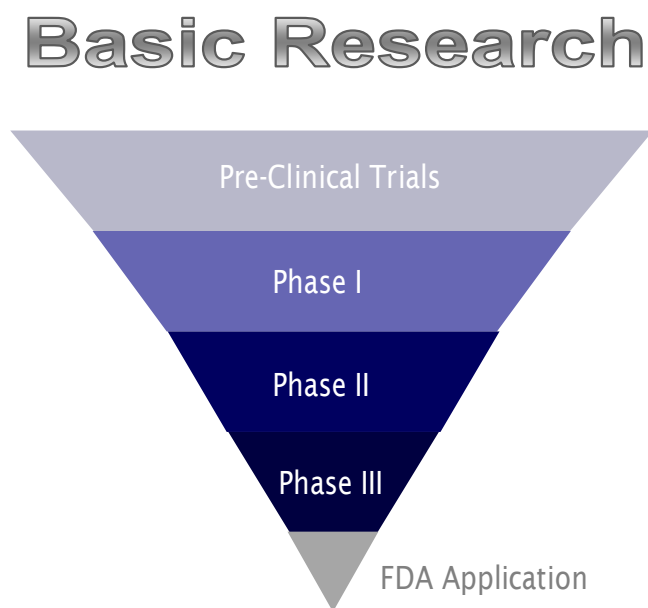 Basic Research
Pre-Clinical Trials
Phase I
Phase II
Phase III
FDA Application